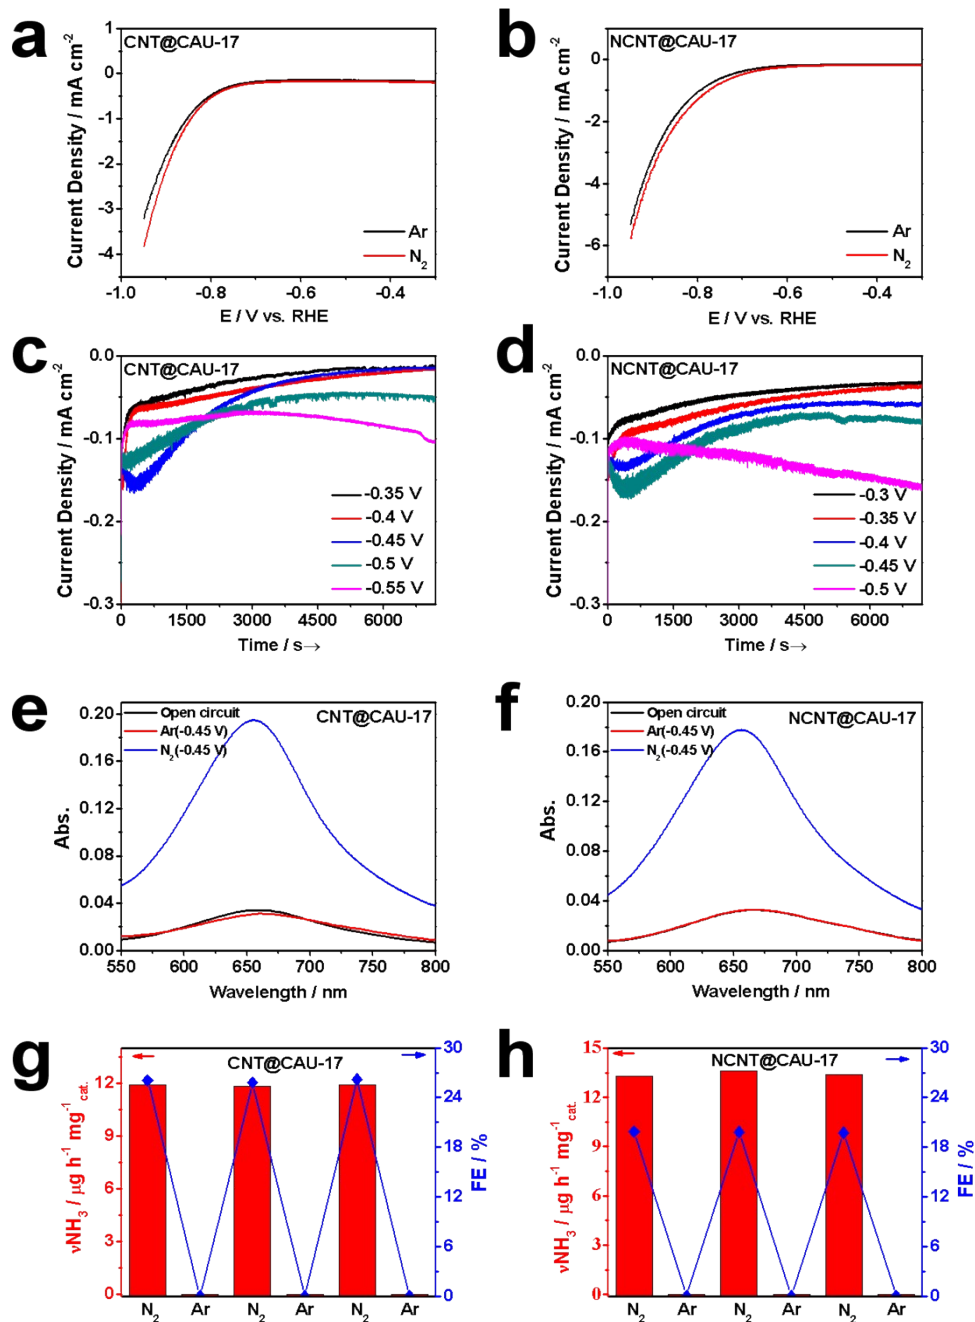 a
CNT@CAU-17
Current Density / mA cm⁻²
1
0
-1
-2
-3
-4
Ar
N₂
-1.0 -0.8 -0.6 -0.4
E / V vs. RHE
b
NCNT@CAU-17
Current Density / mA cm⁻²
0
-2
-4
-6
Ar
N₂
-1.0 -0.8 -0.6 -0.4
E / V vs. RHE
c
CNT@CAU-17
Current Density / mA cm⁻²
0.0
-0.1
-0.2
-0.3
-0.35 V
-0.4 V
-0.45 V
-0.5 V
-0.55 V
0 1500 3000 4500 6000
Time / s→
d
NCNT@CAU-17
Current Density / mA cm⁻²
0.0
-0.1
-0.2
-0.3
-0.3 V
-0.35 V
-0.4 V
-0.45 V
-0.5 V
0 1500 3000 4500 6000
Time / s→
e
Open circuit
Ar(-0.45 V)
N₂(-0.45 V)
CNT@CAU-17
Abs.
0.20
0.16
0.12
0.08
0.04
0.00
550 600 650 700 750 800
Wavelength / nm
f
Open circuit
Ar(-0.45 V)
N₂(-0.45 V)
NCNT@CAU-17
Abs.
0.20
0.16
0.12
0.08
0.04
0.00
550 600 650 700 750 800
Wavelength / nm
g
CNT@CAU-17
νNH₃ / μg h⁻¹ mg⁻¹cat.
12
9
6
3
0
30
24
18
12
6
0
FE / %
N₂ Ar N₂ Ar N₂ Ar
h
NCNT@CAU-17
νNH₃ / μg h⁻¹ mg⁻¹cat.
15
12
9
6
3
0
30
24
18
12
6
0
FE / %
N₂ Ar N₂ Ar N₂ Ar